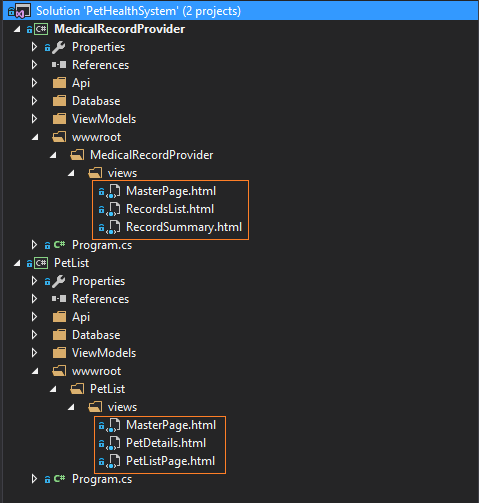 Solution 'PetHealthSystem' (2 projects)
C# MedicalRecordProvider
Properties
References
Api
Database
ViewModels
wwwroot
MedicalRecordProvider
views
MasterPage.html
RecordsList.html
RecordSummary.html
C# Program.cs
C# PetList
Properties
References
Api
Database
ViewModels
wwwroot
PetList
views
MasterPage.html
PetDetails.html
PetListPage.html
C# Program.cs